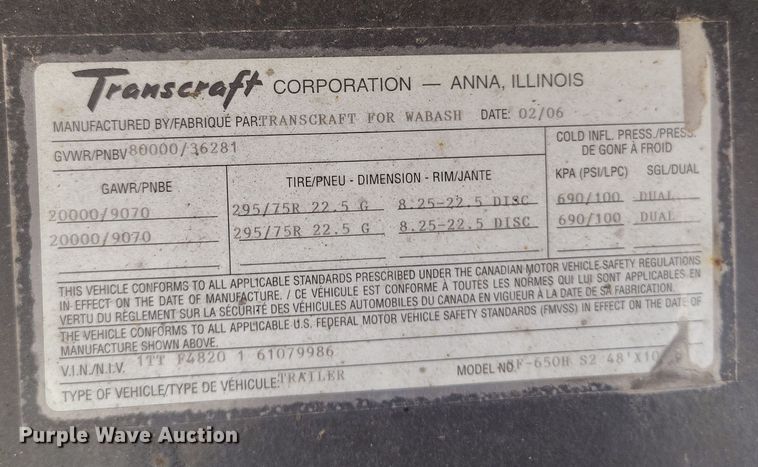 Transcraft CORPORATION — ANNA, ILLINOIS
MANUFACTURED BY/FABRIQUÉ PAR: TRANSCRAFT FOR WABASH DATE: 02/06
GVWR/PNBV 80000/36281
COLD INFL. PRESS./PRESS.
DE GONF À FROID
GAWR/PNBE TIRE/PNEU - DIMENSION - RIM/JANTE KPA (PSI/LPC) SGL/DUAL
20000/9070 295/75R 22.5 G 8.25-22.5 DISC 690/100 DUAL
20000/9070 295/75R 22.5 G 8.25-22.5 DISC 690/100 DUAL
THIS VEHICLE CONFORMS TO ALL APPLICABLE STANDARDS PRESCRIBED UNDER THE CANADIAN MOTOR VEHICLE SAFETY REGULATIONS
IN EFFECT ON THE DATE OF MANUFACTURE. / CE VÉHICULE EST CONFORME À TOUTES LES NORMES QUI LUI SONT APPLICABLES EN
VERTU DU RÈGLEMENT SUR LA SÉCURITÉ DES VÉHICULES AUTOMOBILES DU CANADA EN VIGUEUR À LA DATE DE SA FABRICATION.
THE VEHICLE CONFORMS TO ALL APPLICABLE U.S. FEDERAL MOTOR VEHICLE SAFETY STANDARDS (FMVSS) IN EFFECT ON THE DATE OF
MANUFACTURE SHOWN ABOVE.
V.I.N./N.I.V. 1TT F4820 1 61079986
TYPE OF VEHICLE/TYPE DE VÉHICULE: TRAILER MODEL NO. S2 48'
Purple Wave Auction